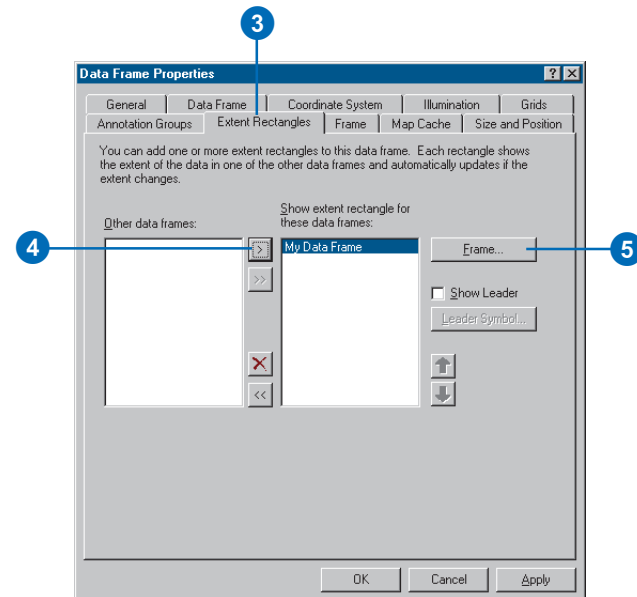 3
Data Frame Properties
? X
General Data Frame Coordinate System Illumination Grids
Annotation Groups Extent Rectangles Frame Map Cache Size and Position
You can add one or more extent rectangles to this data frame. Each rectangle shows
the extent of the data in one of the other data frames and automatically updates if the
extent changes.
Other data frames:
Show extent rectangle for
these data frames:
4
>
My Data Frame
Frame...
5
>>
Show Leader
Leader Symbol...
<<
OK Cancel Apply